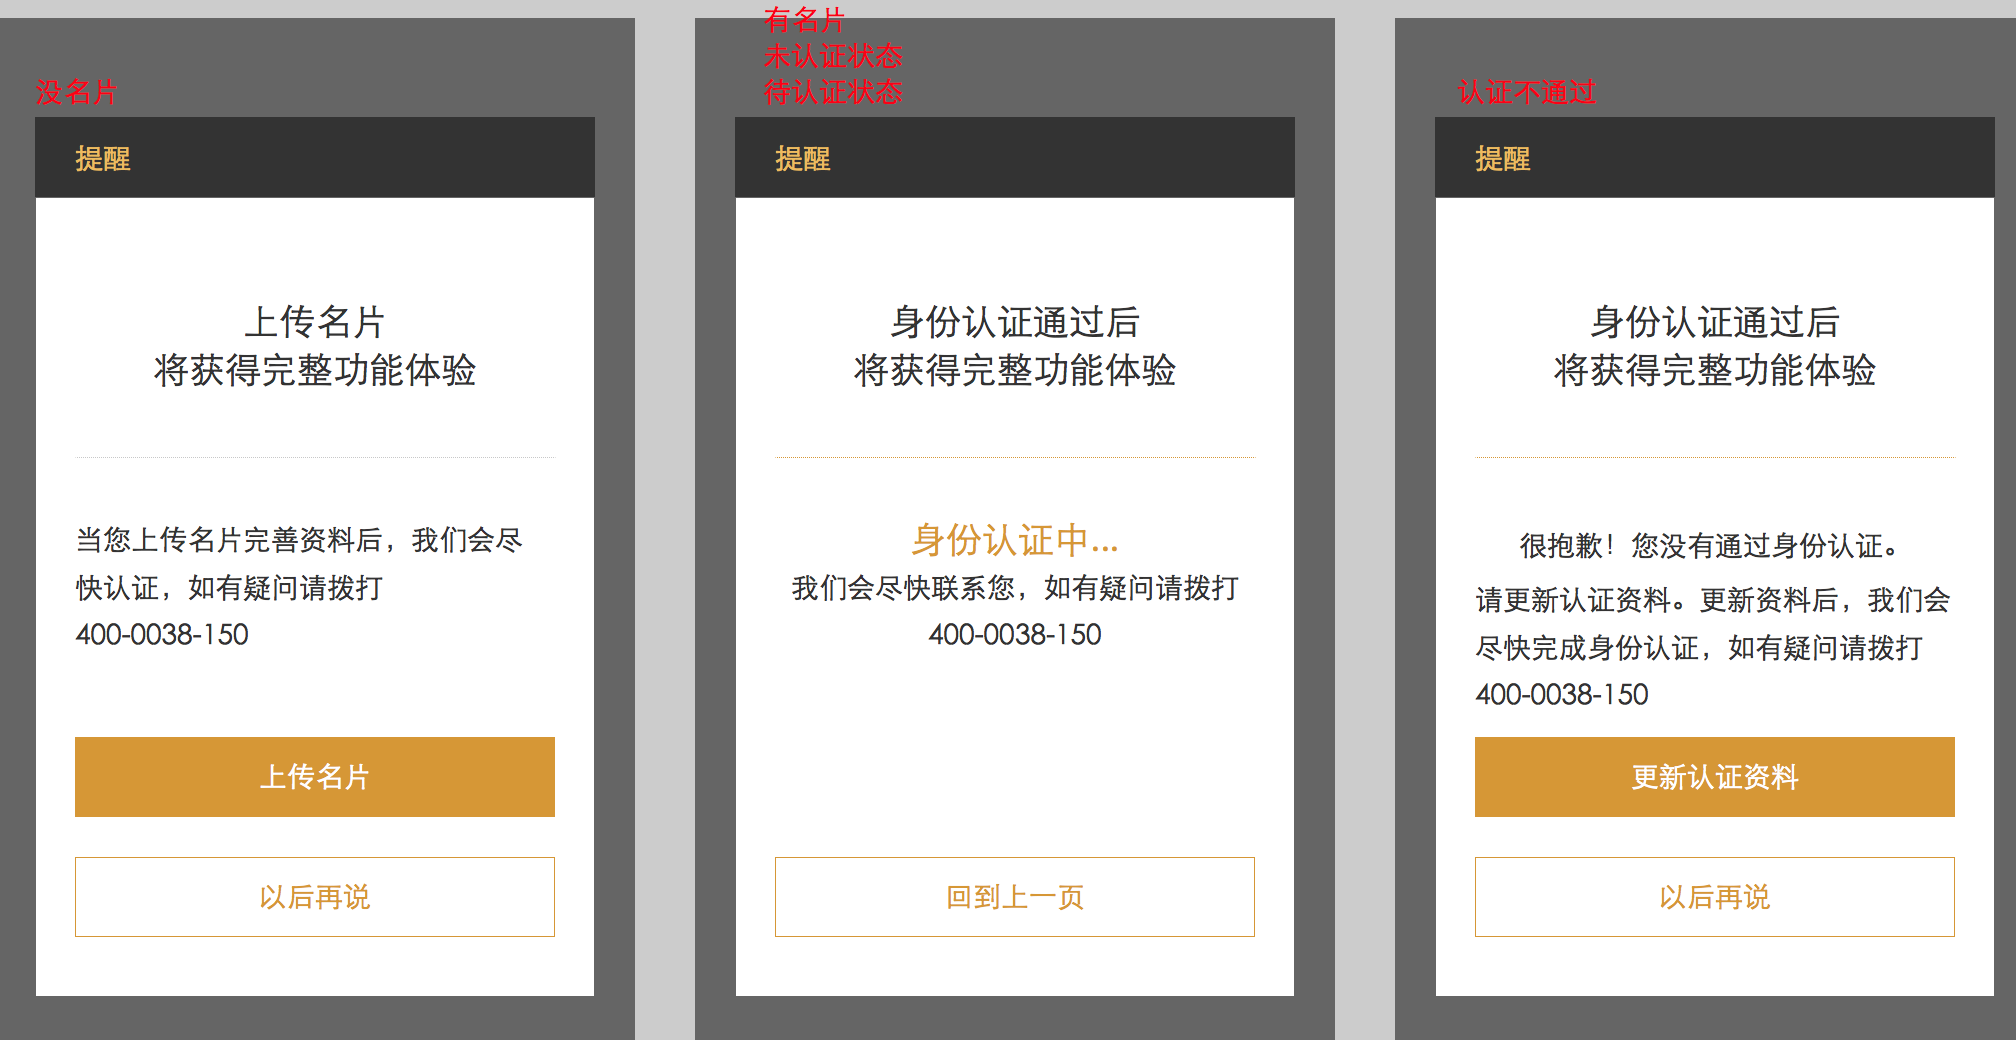 没名片
提醒
上传名片
将获得完整功能体验
当您上传名片完善资料后，我们会尽
快认证，如有疑问请拨打
400-0038-150
上传名片
以后再说
有名片
未认证状态
待认证状态
提醒
身份认证通过后
将获得完整功能体验
身份认证中...
我们会尽快联系您，如有疑问请拨打
400-0038-150
回到上一页
认证不通过
提醒
身份认证通过后
将获得完整功能体验
很抱歉！您没有通过身份认证。
请更新认证资料。更新资料后，我们会
尽快完成身份认证，如有疑问请拨打
400-0038-150
更新认证资料
以后再说